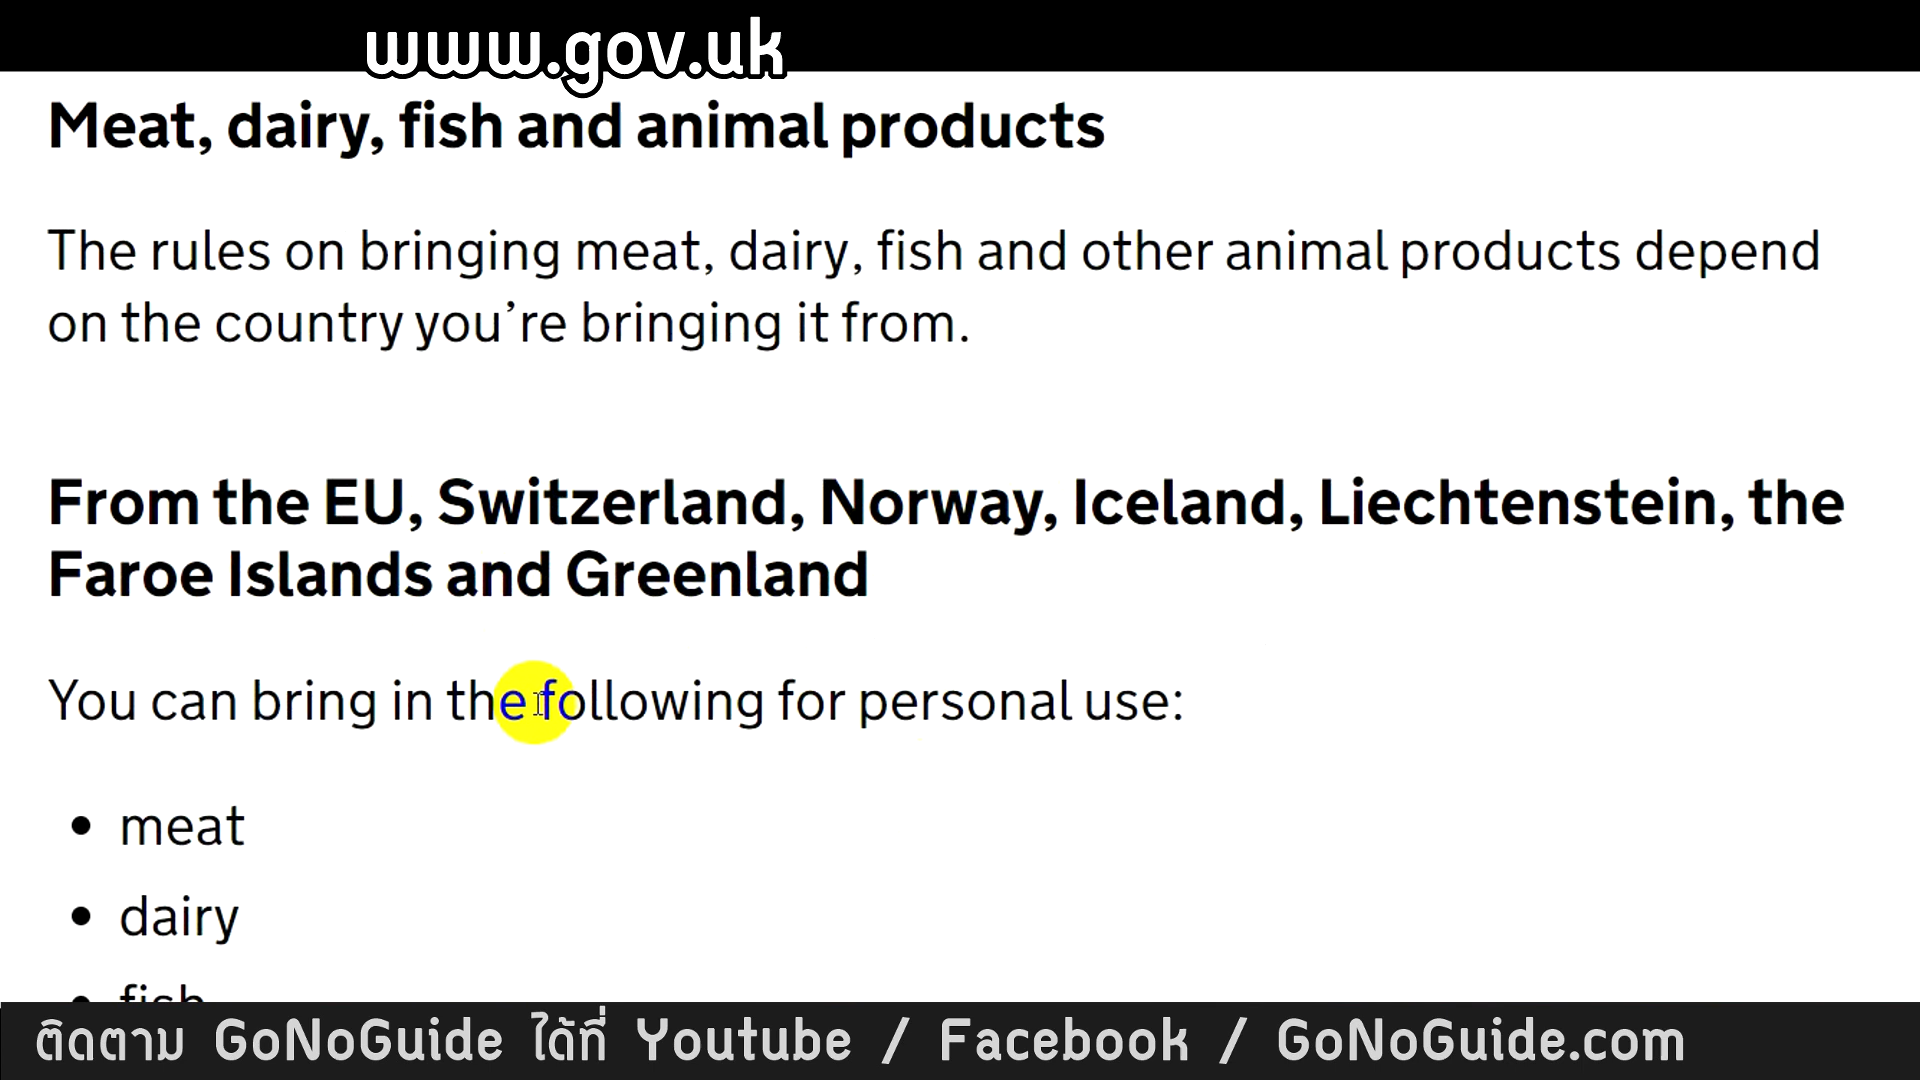 www.gov.uk
Meat, dairy, fish and animal products
The rules on bringing meat, dairy, fish and other animal products depend
on the country you’re bringing it from.
From the EU, Switzerland, Norway, Iceland, Liechtenstein, the
Faroe Islands and Greenland
You can bring in the following for personal use:
• meat
• dairy
• fish
ติดตาม GoNoGuide ได้ที่ Youtube / Facebook / GoNoGuide.com